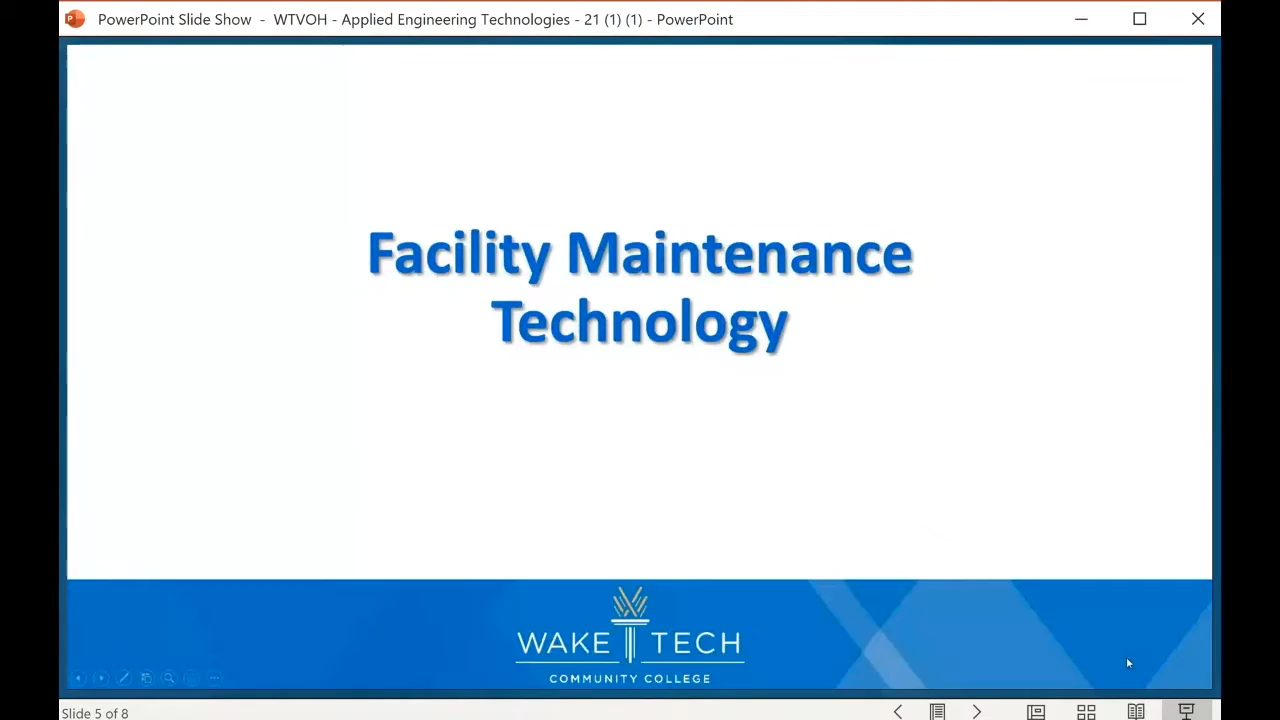 PowerPoint Slide Show - WTVOH - Applied Engineering Technologies - 21 (1) (1) - PowerPoint
Facility Maintenance
Technology
WAKE TECH
COMMUNITY COLLEGE
Slide 5 of 8